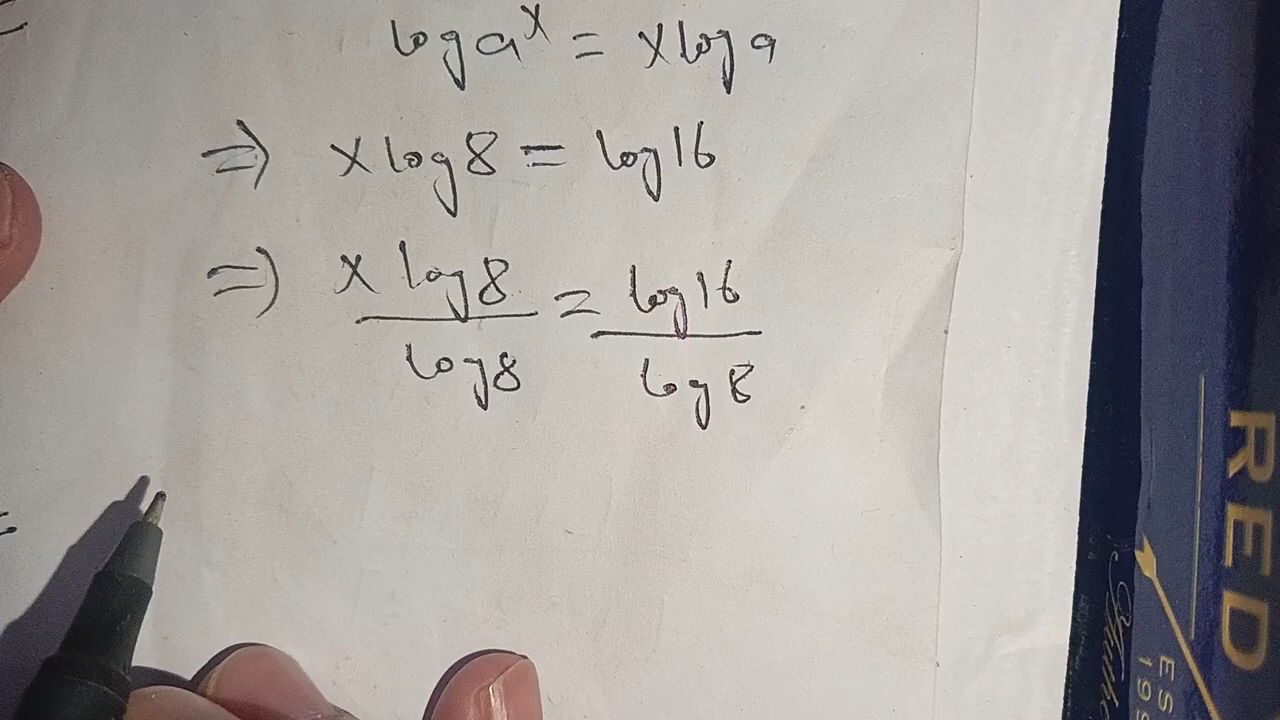 log a^x = x log a
⇒ x log 8 = log 16
⇒ x log 8 / log 8 = log 16 / log 8
RED